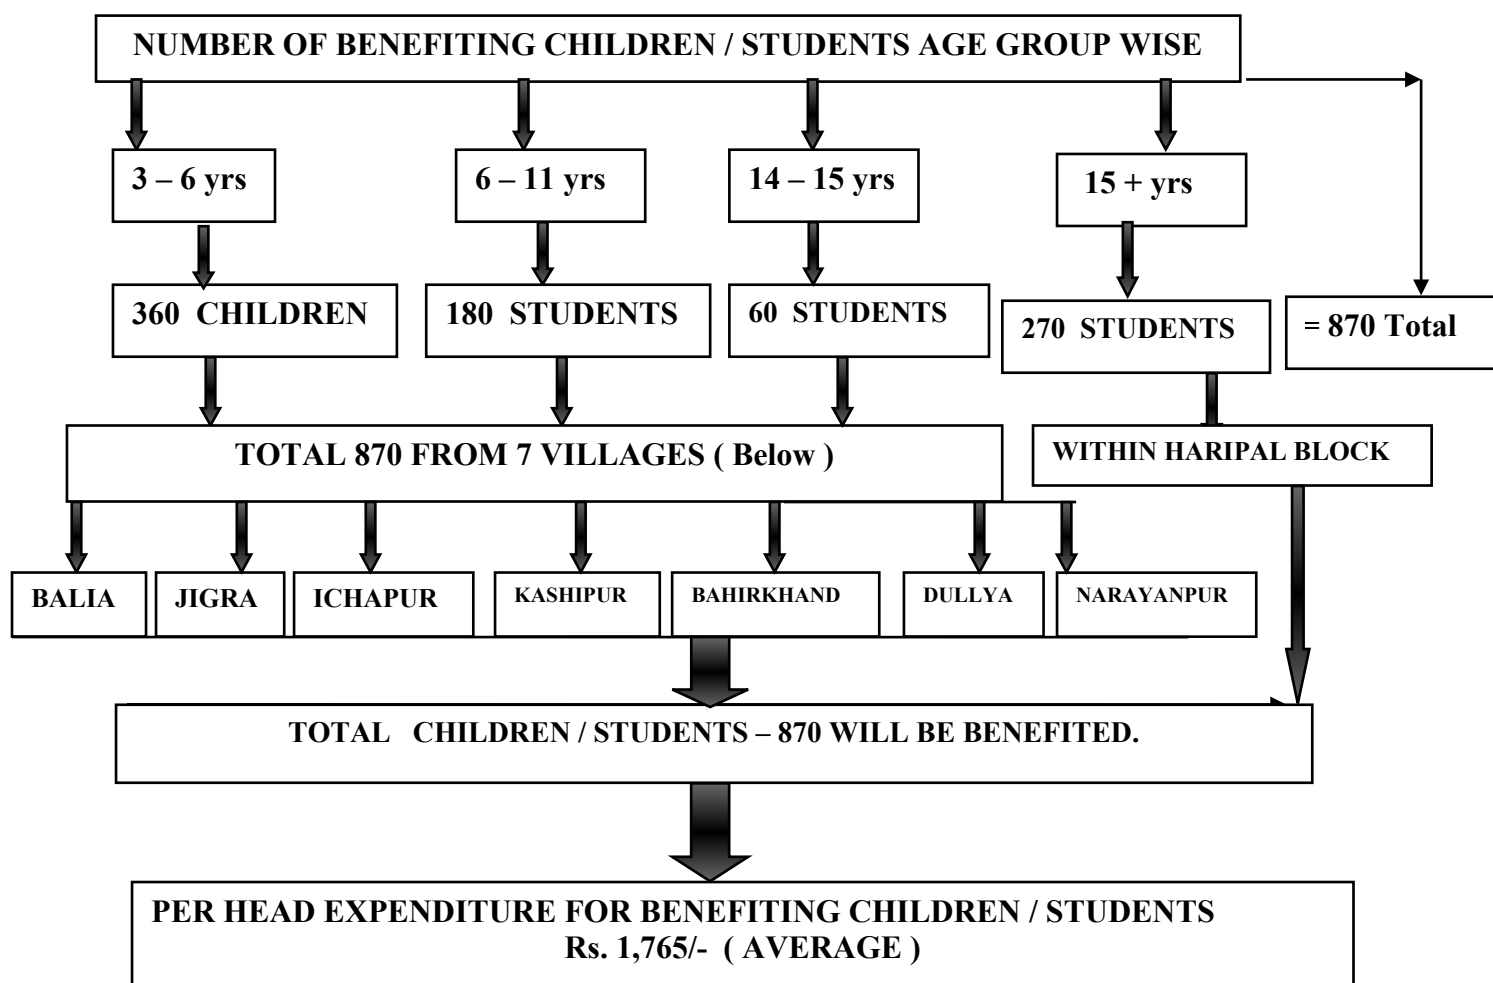 NUMBER OF BENEFITING CHILDREN / STUDENTS AGE GROUP WISE
3 – 6 yrs
6 – 11 yrs
14 – 15 yrs
15 + yrs
360 CHILDREN
180 STUDENTS
60 STUDENTS
270 STUDENTS
= 870 Total
TOTAL 870 FROM 7 VILLAGES ( Below )
WITHIN HARIPAL BLOCK
BALIA
JIGRA
ICHAPUR
KASHIPUR
BAHIRKHAND
DULLYA
NARAYANPUR
TOTAL CHILDREN / STUDENTS – 870 WILL BE BENEFITED.
PER HEAD EXPENDITURE FOR BENEFITING CHILDREN / STUDENTS
Rs. 1,765/- ( AVERAGE )